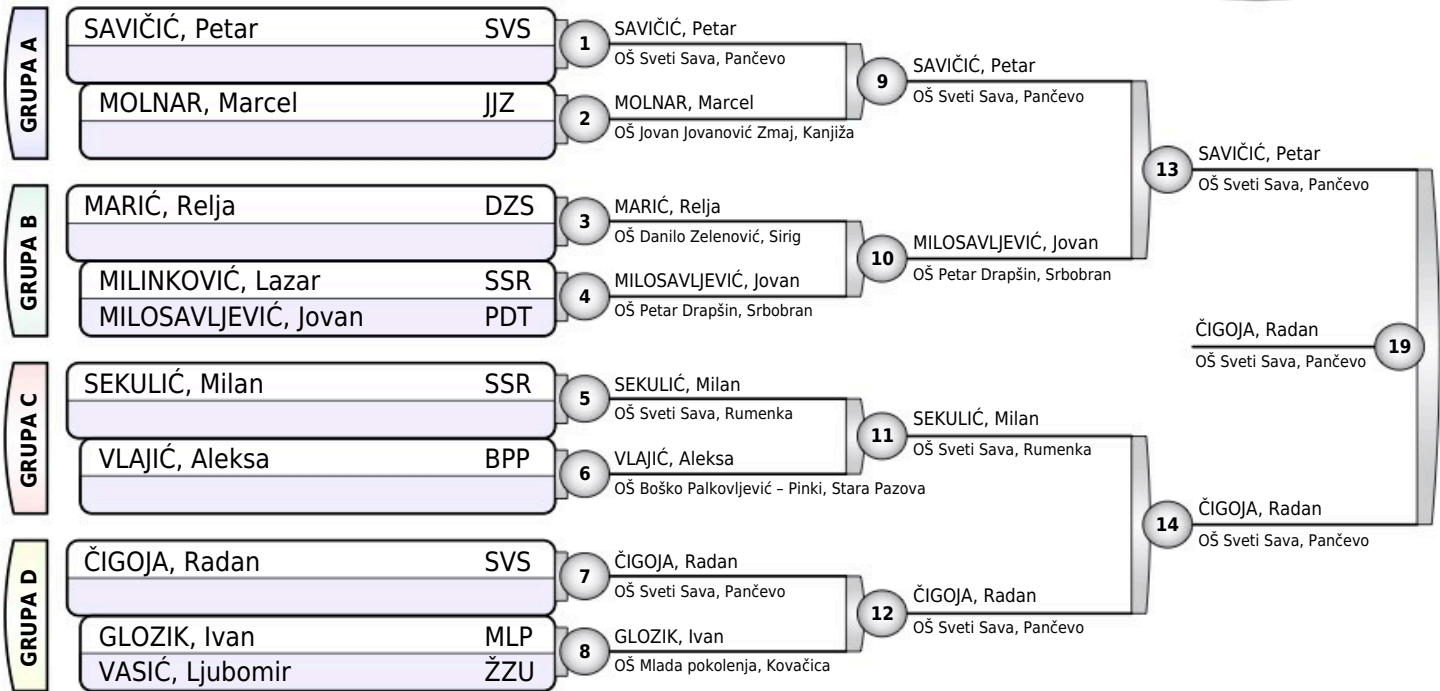 GRUPA A
SAVIČIĆ, Petar SVS
MOLNAR, Marcel JJZ
GRUPA B
MARIĆ, Relja DZS
MILINKOVIĆ, Lazar SSR
MILOSAVLJEVIĆ, Jovan PDT
GRUPA C
SEKULIĆ, Milan SSR
VLAJIĆ, Aleksa BPP
GRUPA D
ČIGOJA, Radan SVS
GLOZIK, Ivan MLP
VASIĆ, Ljubomir ŽZU
1
SAVIČIĆ, Petar
OŠ Sveti Sava, Pančevo
2
MOLNAR, Marcel
OŠ Jovan Jovanović Zmaj, Kanjiža
3
MARIĆ, Relja
OŠ Danilo Zelenović, Sirig
4
MILOSAVLJEVIĆ, Jovan
OŠ Petar Drapšin, Srbobran
5
SEKULIĆ, Milan
OŠ Sveti Sava, Rumenka
6
VLAJIĆ, Aleksa
OŠ Boško Palkovljević – Pinki, Stara Pazova
7
ČIGOJA, Radan
OŠ Sveti Sava, Pančevo
8
GLOZIK, Ivan
OŠ Mlada pokolenja, Kovačica
9
SAVIČIĆ, Petar
OŠ Sveti Sava, Pančevo
10
MILOSAVLJEVIĆ, Jovan
OŠ Petar Drapšin, Srbobran
11
SEKULIĆ, Milan
OŠ Sveti Sava, Rumenka
12
ČIGOJA, Radan
OŠ Sveti Sava, Pančevo
13
SAVIČIĆ, Petar
OŠ Sveti Sava, Pančevo
14
ČIGOJA, Radan
OŠ Sveti Sava, Pančevo
ČIGOJA, Radan
OŠ Sveti Sava, Pančevo
19